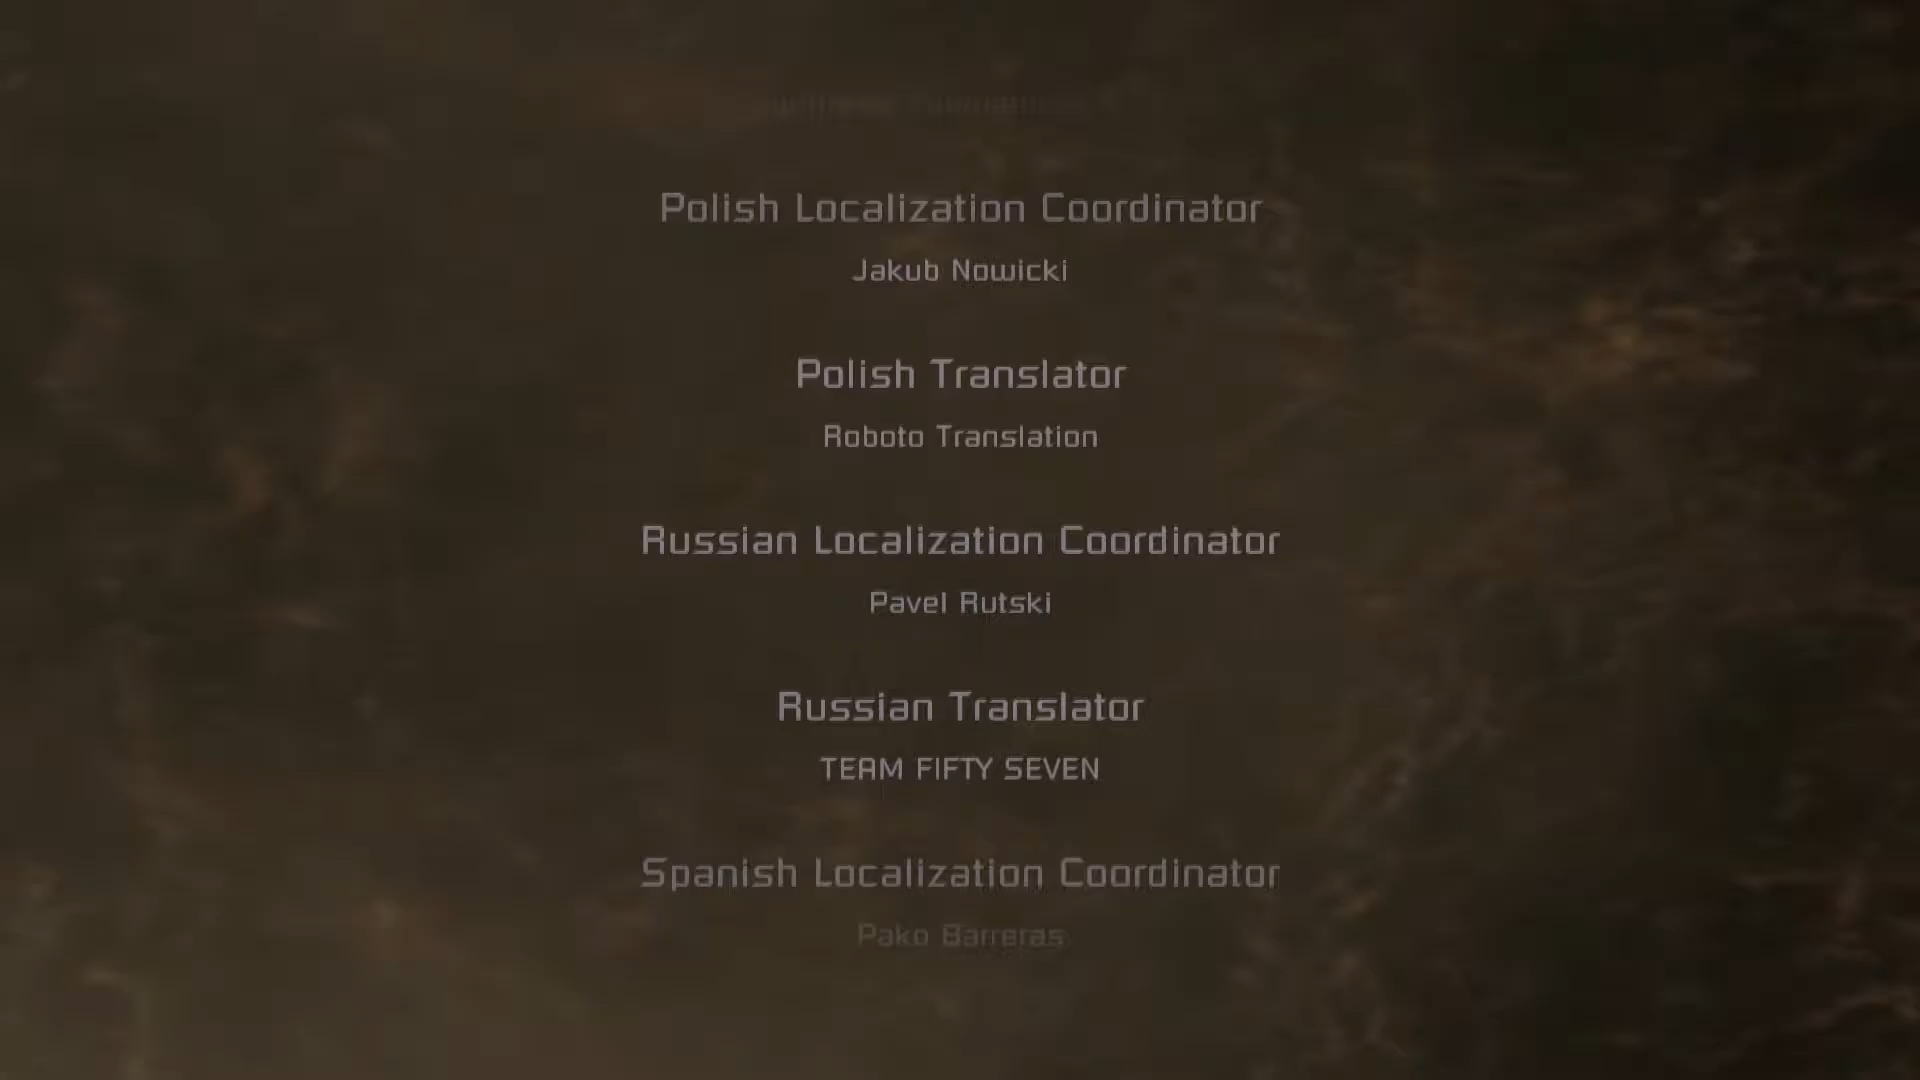 Polish Localization Coordinator
Jakub Nowicki
Polish Translator
Roboto Translation
Russian Localization Coordinator
Pavel Rutski
Russian Translator
TEAM FIFTY SEVEN
Spanish Localization Coordinator
Pako Barreras